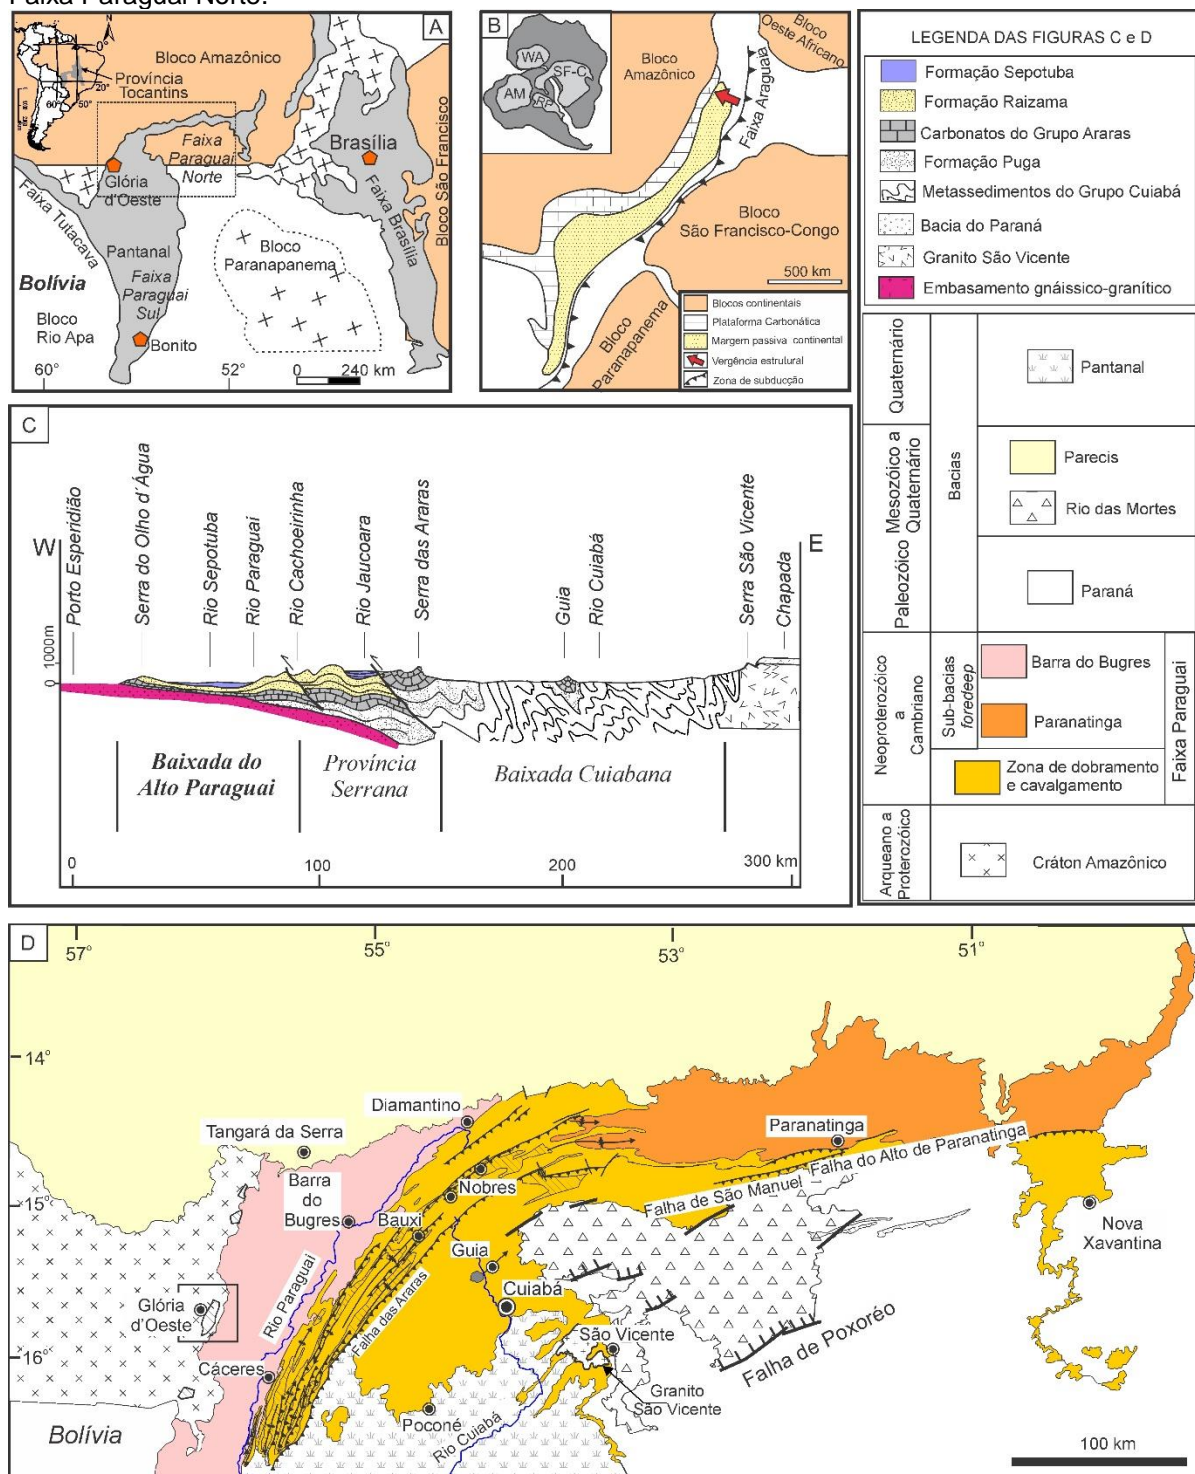 Faixa Paraguai Norte.
A
N
0°
20°
60°
50°
Província
Tocantins
Bloco Amazônico
Faixa
Paraguai
Norte
Glória
d'Oeste
Brasília
Faixa Brasília
Bloco São Francisco
Faixa Tutacava
Pantanal
Bloco
Paranapanema
Bolívia
Faixa
Paraguai
Sul
Bloco
Rio Apa
Bonito
60°
52°
0
240 km
B
WA
SF-C
AM
RP
Bloco
Oeste Africano
Bloco
Amazônico
Faixa Araguaia
Bloco
São Francisco-Congo
500 km
Bloco
Paranapanema
Blocos continentais
Plataforma Carbonática
Margem passiva continental
Vergência estrutural
Zona de subducção
LEGENDA DAS FIGURAS C e D
Formação Sepotuba
Formação Raizama
Carbonatos do Grupo Araras
Formação Puga
Metassedimentos do Grupo Cuiabá
Bacia do Paraná
Granito São Vicente
Embasamento gnáissico-granítico
Quaternário
Pantanal
Mesozóico a
Quaternário
Bacias
Parecis
Rio das Mortes
Paleozóico
Paraná
Neoproterozóico
a
Cambriano
Sub-bacias
foredeep
Barra do Bugres
Paranatinga
Zona de dobramento
e cavalgamento
Faixa Paraguai
Arqueano a
Proterozóico
Cráton Amazônico
C
W
E
Porto Esperidião
Serra do Olho d´Água
Rio Sepotuba
Rio Paraguai
Rio Cachoeirinha
Rio Jaucoara
Serra das Araras
Guia
Rio Cuiabá
Serra São Vicente
Chapada
1000m
0
Baixada do
Alto Paraguai
Província
Serrana
Baixada Cuiabana
0
100
200
300 km
D
57°
55°
53°
51°
14°
15°
16°
Diamantino
Tangará da Serra
Barra
do
Bugres
Nobres
Bauxi
Guia
Cuiabá
Paranatinga
Falha do Alto de Paranatinga
Falha de São Manuel
Nova
Xavantina
Rio Paraguai
Falha das Araras
Glória
d'Oeste
Cáceres
São Vicente
Falha de Poxoréo
Granito
São Vicente
Poconé
Rio Cuiabá
Bolívia
100 km